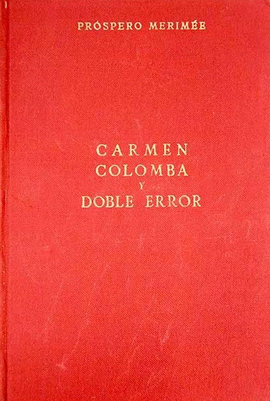 PRÓSPERO MERIMÉE
CARMEN
COLOMBA
Y
DOBLE ERROR